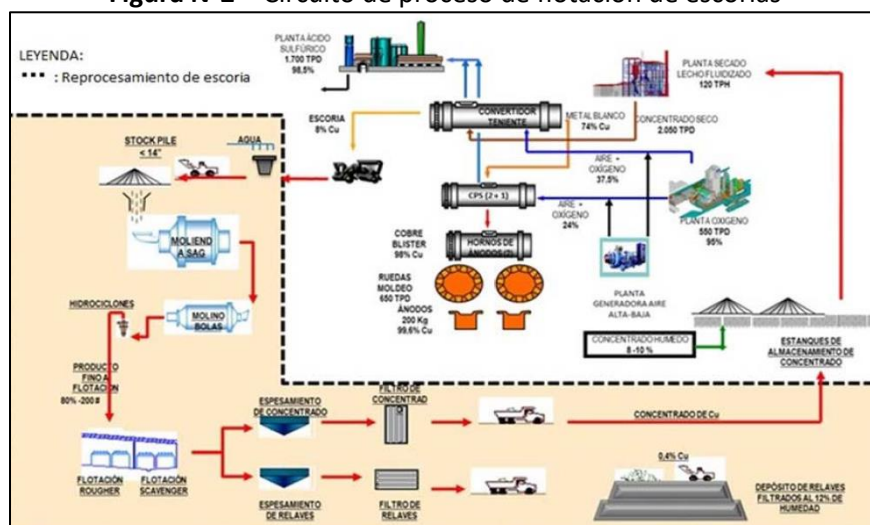 Figura N°1 – Circuito de proceso de flotación de escorias
LEYENDA:
: Reprocesamiento de escoria
PLANTA ÁCIDO
SULFÚRICO
1.700 TPD
98,5%
PLANTA SECADO
LECHO FLUIDIZADO
120 TPH
ESCORIA
8% Cu
CONVERTIDOR
TENIENTE
METAL BLANCO
74% Cu
CONCENTRADO SECO
2.050 TPD
STOCK PILE
< 14"
AGUA
AIRE +
OXÍGENO
37,5%
CPS (2 + 1)
AIRE +
OXÍGENO
24%
PLANTA OXIGENO
550 TPD
95%
MOLIEND
A SAG
COBRE
BLISTER
98% Cu
HORNOS DE
ÁNODOS (2)
RUEDAS
MOLDEO
650 TPD
ÁNODOS
200 Kg
99,6% Cu
PLANTA
GENERADORA AIRE
ALTA-BAJA
HIDROCICLONES
MOLINO
BOLAS
CONCENTRADO HUMEDO
8 -10 %
ESTANQUES DE
ALMACENAMIENTO DE
CONCENTRADO
PRODUCTO
FINO A
FLOTACIÓN
80% -200 #
ESPESAMIENTO
DE CONCENTRADO
FILTRO DE
CONCENTRAD
CONCENTRADO DE Cu
FLOTACIÓN
ROUGHER
FLOTACIÓN
SCAVENGER
ESPESAMIENTO
DE RELAVES
FILTRO DE
RELAVES
0,4% Cu
DEPÓSITO DE RELAVES
FILTRADOS AL 12% DE
HUMEDAD